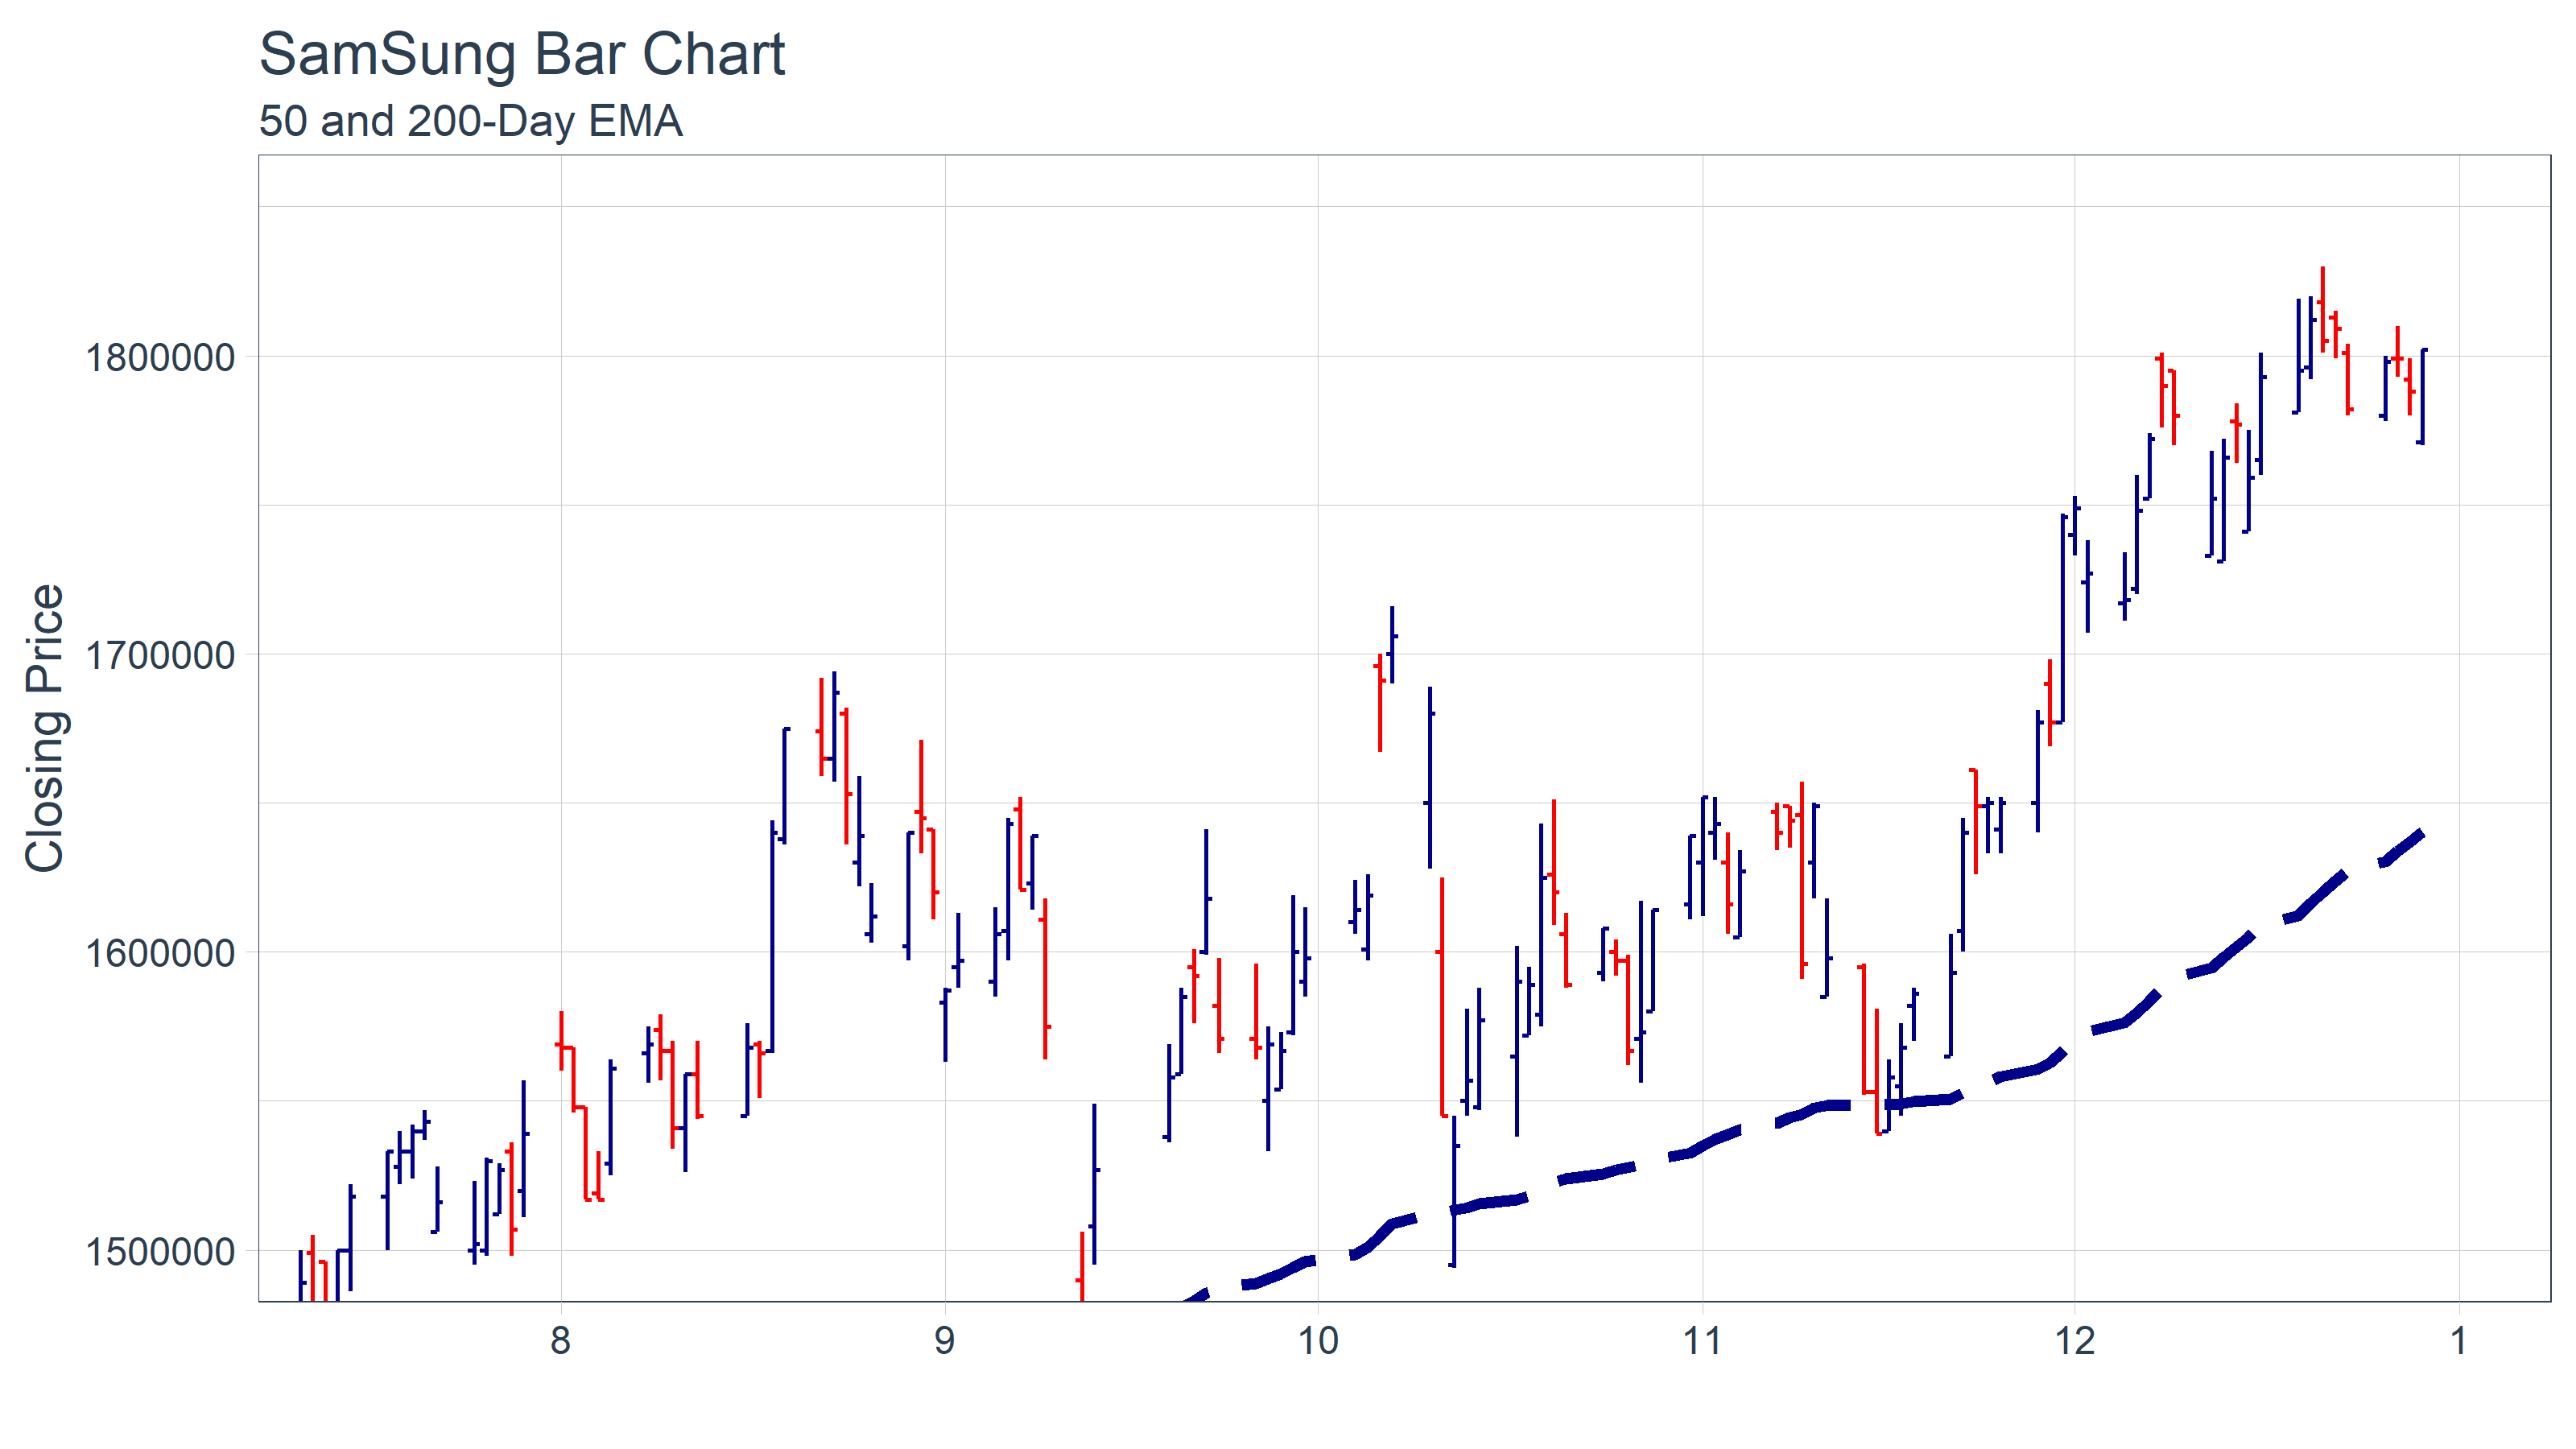 SamSung Bar Chart
50 and 200-Day EMA
Closing Price
1800000
1700000
1600000
1500000
8 9 10 11 12 1